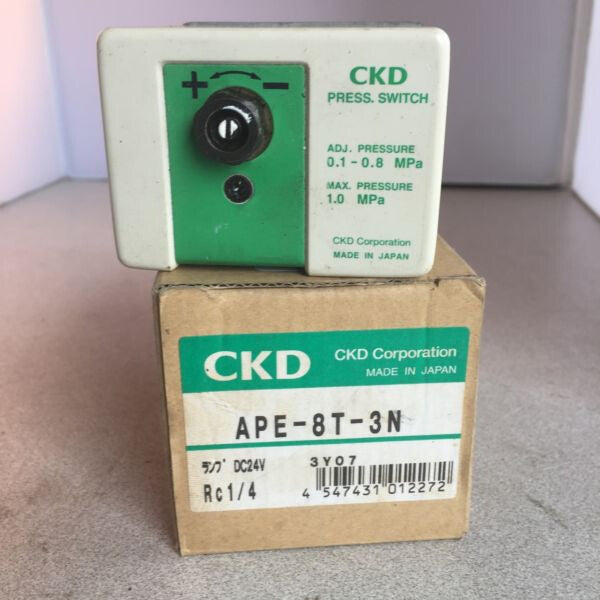 + -
CKD
PRESS. SWITCH
ADJ. PRESSURE
0.1-0.8 MPa
MAX. PRESSURE
1.0 MPa
CKD Corporation
MADE IN JAPAN
CKD
CKD Corporation
MADE IN JAPAN
APE-8T-3N
ランプ DC24V
3Y07
Rc1/4
4 547431 012272